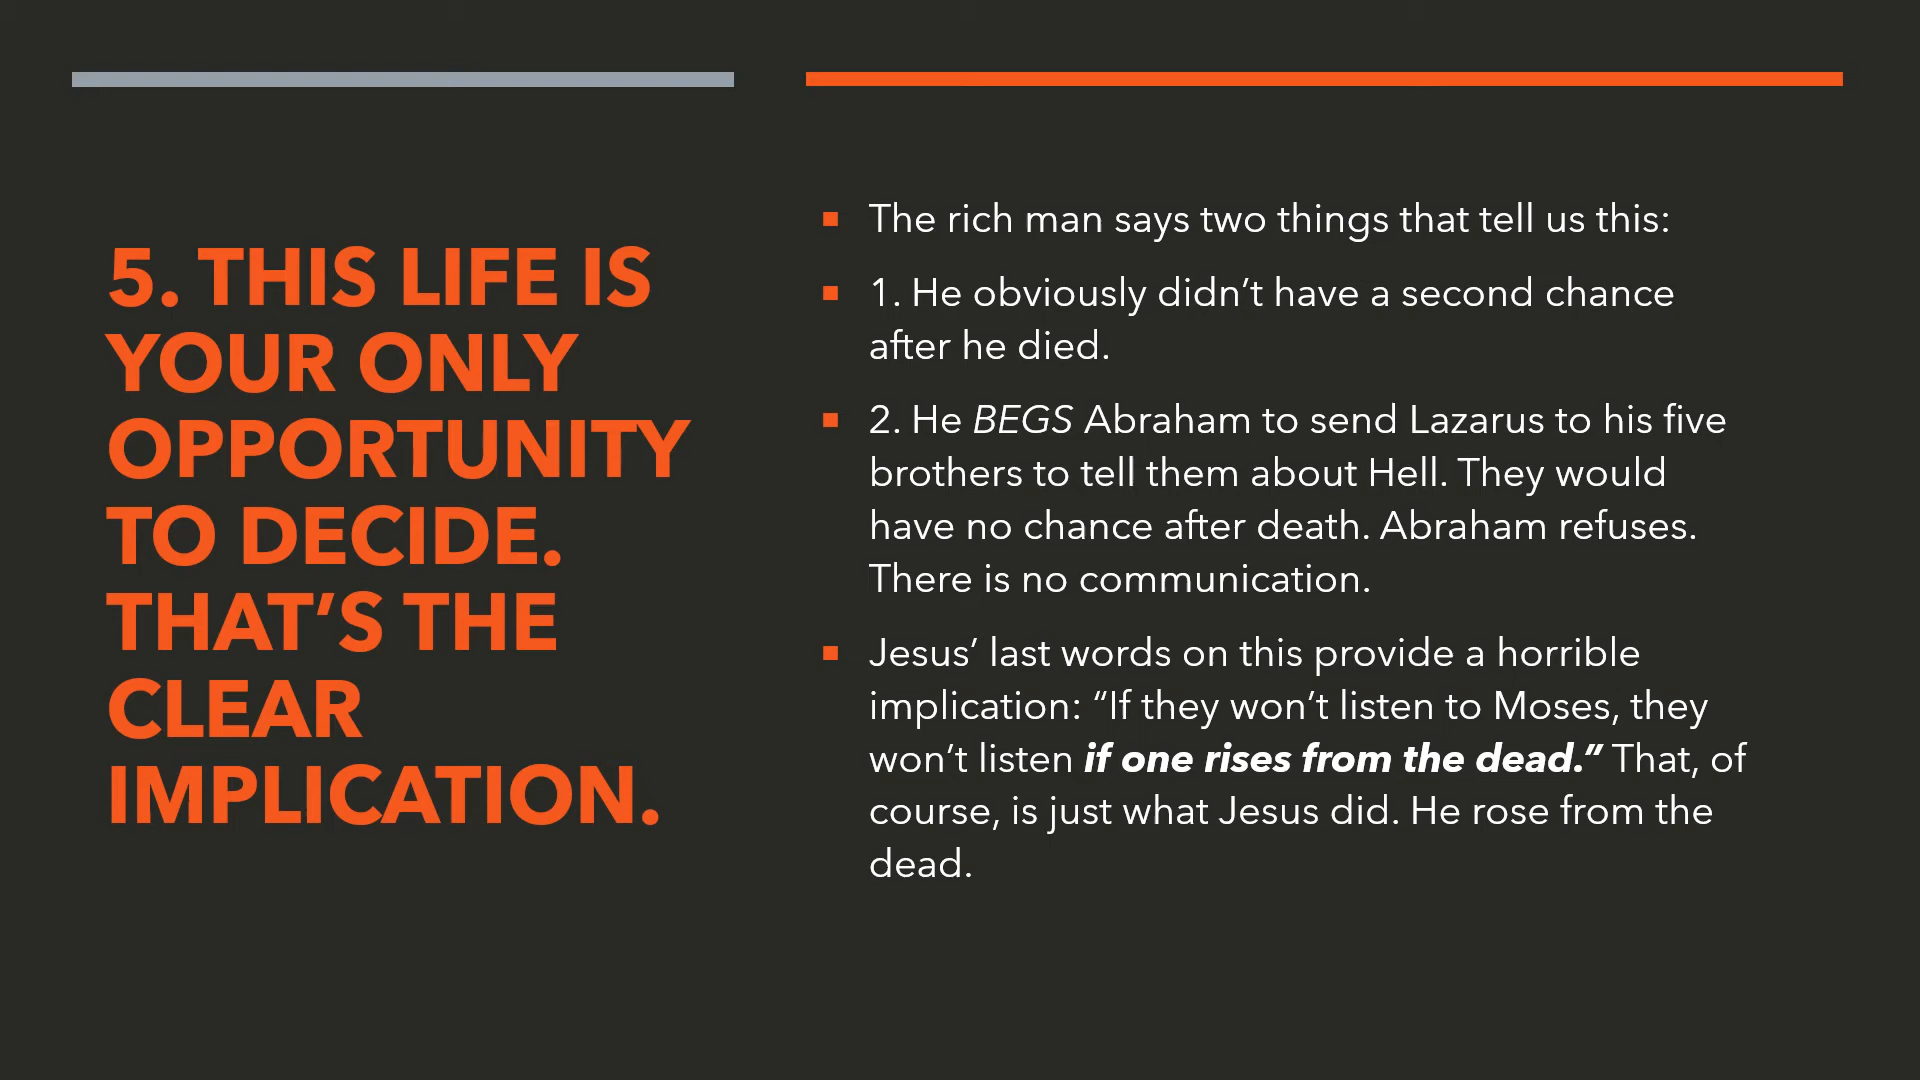 5. THIS LIFE IS
YOUR ONLY
OPPORTUNITY
TO DECIDE.
THAT’S THE
CLEAR
IMPLICATION.
The rich man says two things that tell us this:
1. He obviously didn’t have a second chance
after he died.
2. He BEGS Abraham to send Lazarus to his five
brothers to tell them about Hell. They would
have no chance after death. Abraham refuses.
There is no communication.
Jesus’ last words on this provide a horrible
implication: “If they won’t listen to Moses, they
won’t listen if one rises from the dead.” That, of
course, is just what Jesus did. He rose from the
dead.